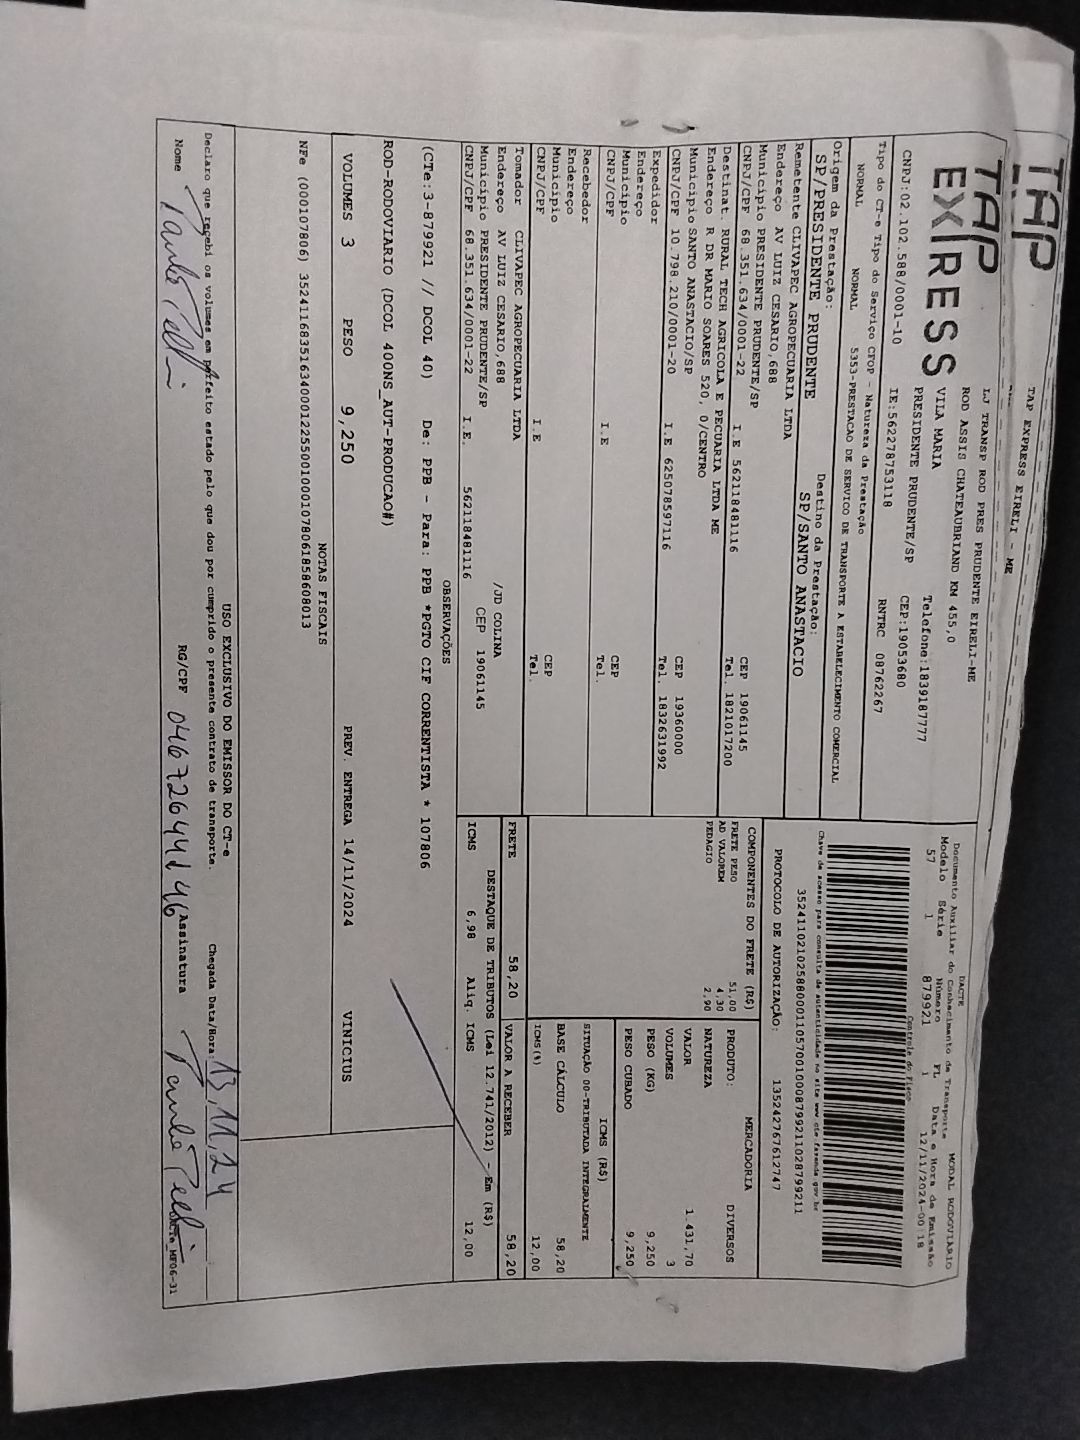 TAP
TAP EXPRESS EIRELI - ME
TAP
EXPRESS
LJ TRANSP ROD PRES PRUDENTE EIRELI-ME
ROD ASSIS CHATEAUBRIAND KM 455,0
VILA MARIA Telefone:1839187777
PRESIDENTE PRUDENTE/SP CEP:19053680
CNPJ:02.102.588/0001-10 IE:562278753118 RNTRC 08762267
DACTE MODAL RODOVIÁRIO
Documento Auxiliar do Conhecimento de Transporte
Modelo Série Número FL Data e Hora de Emissão
57 1 879921 1 12/11/2024-00:18
Controle do Fisco
Tipo do CT-e Tipo do Serviço CFOP - Natureza da Prestação
NORMAL NORMAL 5353-PRESTACAO DE SERVICO DE TRANSPORTE A ESTABELECIMENTO COMERCIAL
Chave de acesso para consulta de autenticidade no site www.cte.fazenda.gov.br
Origem da Prestação: Destino da Prestação:
SP/PRESIDENTE PRUDENTE SP/SANTO ANASTACIO
PROTOCOLO DE AUTORIZAÇÃO: 135242767612747
Remetente CLIVAPEC AGROPECUARIA LTDA
Endereço AV LUIZ CESARIO,688
Município PRESIDENTE PRUDENTE/SP CEP 19061145
CNPJ/CPF 68.351.634/0001-22 I.E 562118481116 Tel. 1821017200
Destinat. RURAL TECH AGRICOLA E PECUARIA LTDA ME
Endereço R DR MARIO SOARES 520, 0/CENTRO
Município SANTO ANASTACIO/SP CEP 19360000
CNPJ/CPF 10.798.210/0001-20 I.E 625078597116 Tel. 1832631992
Expedidor
Endereço
Município CEP
CNPJ/CPF I.E Tel.
Recebedor
Endereço
Município CEP
CNPJ/CPF I.E Tel.
Tomador CLIVAPEC AGROPECUARIA LTDA
Endereço AV LUIZ CESARIO,688 /JD COLINA
Município PRESIDENTE PRUDENTE/SP CEP 19061145
CNPJ/CPF 68.351.634/0001-22 I.E. 562118481116
COMPONENTES DO FRETE (R$)
FRETE PESO 51,00
AD VALOREM 4,30
PEDAGIO 2,90
MERCADORIA
PRODUTO: DIVERSOS
NATUREZA
VALOR 1.431,70
VOLUMES 3
PESO (KG) 9,250
PESO CUBADO 9,250
ICMS (R$)
SITUAÇÃO 00-TRIBUTADA INTEGRALMENTE
BASE CÁLCULO 58,20
ICMS(%) 12,00
FRETE 58,20 VALOR A RECEBER 58,20
DESTAQUE DE TRIBUTOS (Lei 12.741/2012) - Em (R$)
ICMS 6,98 Aliq. ICMS 12,00
OBSERVAÇÕES
(CTe:3-879921 // DCOL 40) De: PPB - Para: PPB *PGTO CIF CORRENTISTA * 107806
ROD-RODOVIARIO (DCOL 400NS_AUT-PRODUCAO#)
VOLUMES 3 PESO 9,250 PREV. ENTREGA 14/11/2024 VINICIUS
NOTAS FISCAIS
NFe (000107806) 35241168351634000122550010001078061858608013
USO EXCLUSIVO DO EMISSOR DO CT-e
Declaro que recebi os volumes em perfeito estado pelo que dou por cumprido o presente contrato de transporte. Chegada Data/Hora: 13,11,24
Nome RG/CPF 04672644146 Assinatura